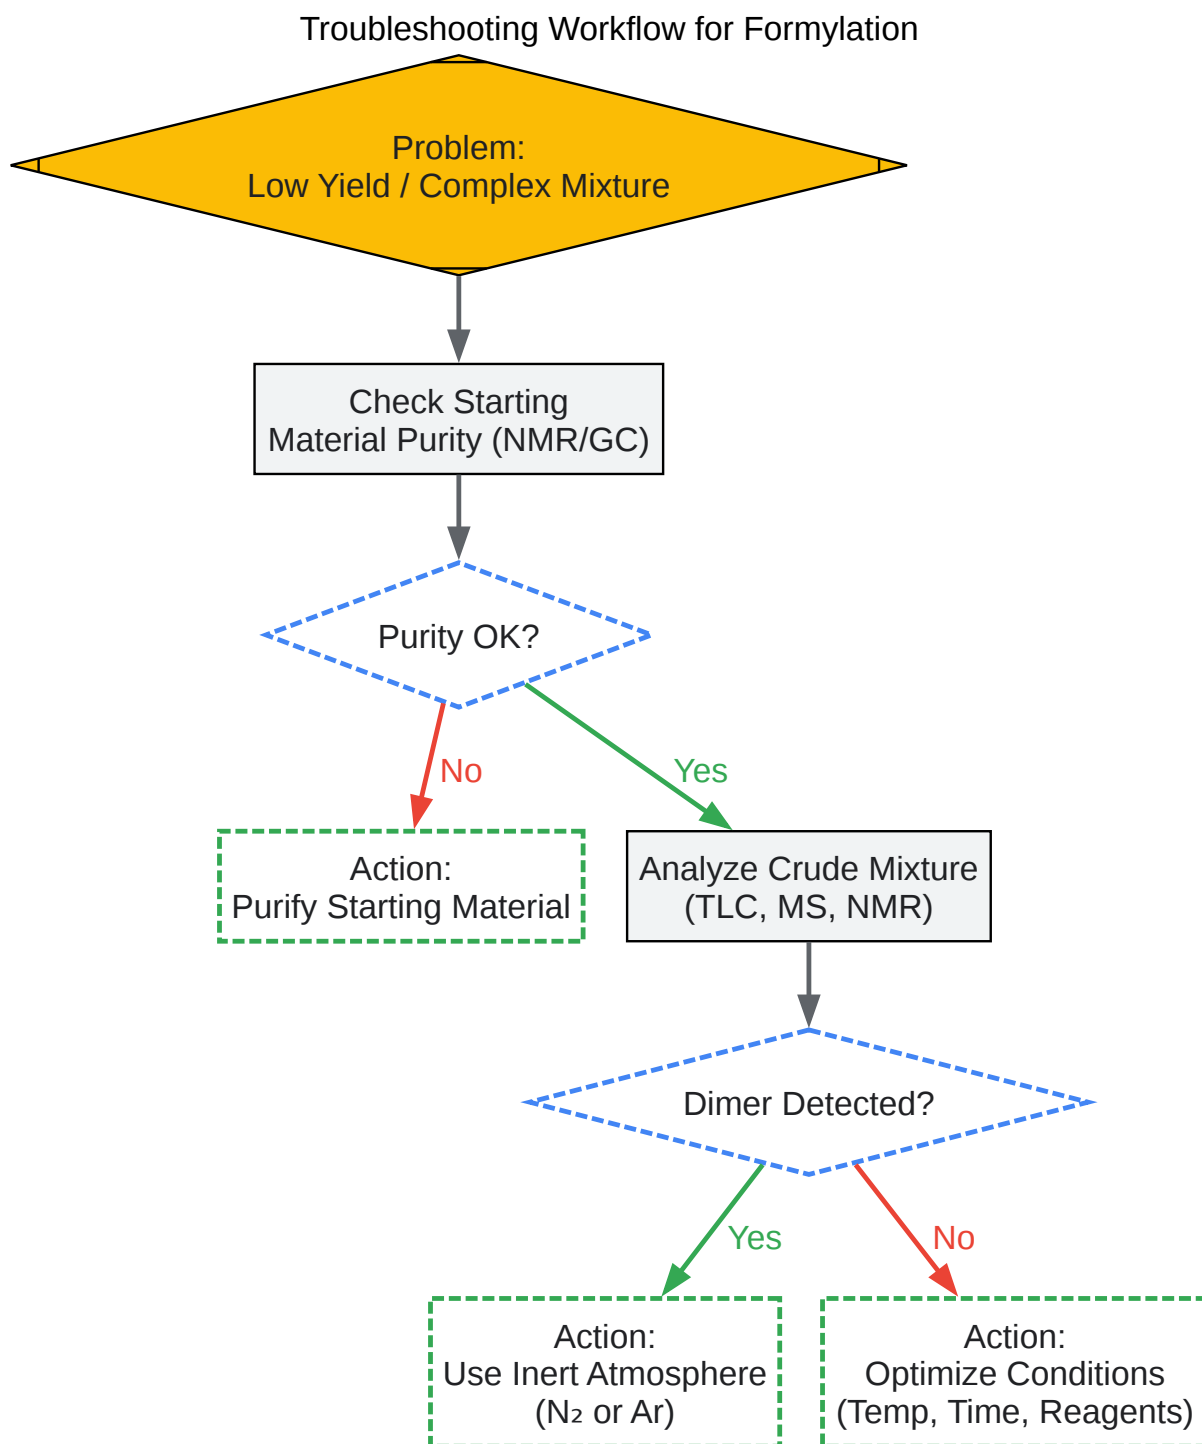 Troubleshooting Workflow for Formylation
Problem:
Low Yield / Complex Mixture
Check Starting
Material Purity (NMR/GC)
Purity OK?
No
Yes
Action:
Purify Starting Material
Analyze Crude Mixture
(TLC, MS, NMR)
Dimer Detected?
Yes
No
Action:
Use Inert Atmosphere
(N₂ or Ar)
Action:
Optimize Conditions
(Temp, Time, Reagents)